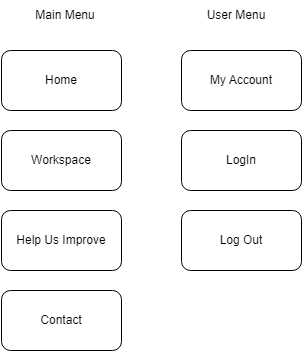 Main Menu
User Menu
Home
My Account
Workspace
LogIn
Help Us Improve
Log Out
Contact